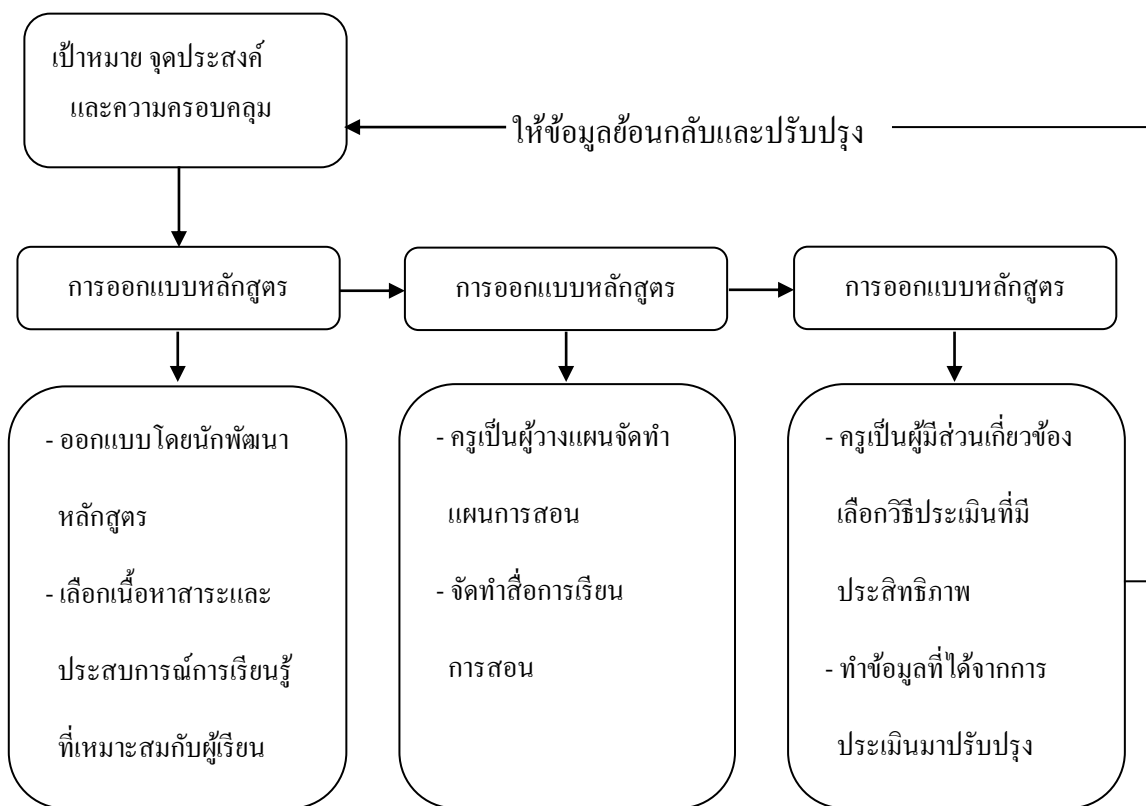 เป้าหมาย จุดประสงค์
และความครอบคลุม
ให้ข้อมูลย้อนกลับและปรับปรุง
การออกแบบหลักสูตร
การออกแบบหลักสูตร
การออกแบบหลักสูตร
- ออกแบบโดยนักพัฒนา
หลักสูตร
- เลือกเนื้อหาสาระและ
ประสบการณ์การเรียนรู้
ที่เหมาะสมกับผู้เรียน
- ครูเป็นผู้วางแผนจัดทำ
แผนการสอน
- จัดทำสื่อการเรียน
การสอน
- ครูเป็นผู้มีส่วนเกี่ยวข้อง
เลือกวิธีประเมินที่มี
ประสิทธิภาพ
- ทำข้อมูลที่ได้จากการ
ประเมินมาปรับปรุง